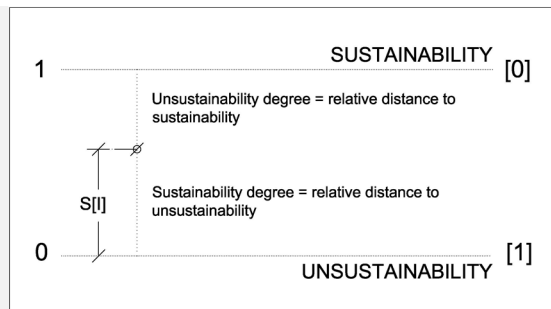 SUSTAINABILITY
1 [0]
Unsustainability degree = relative distance to
sustainability
S[I]
Sustainability degree = relative distance to
unsustainability
0 [1]
UNSUSTAINABILITY